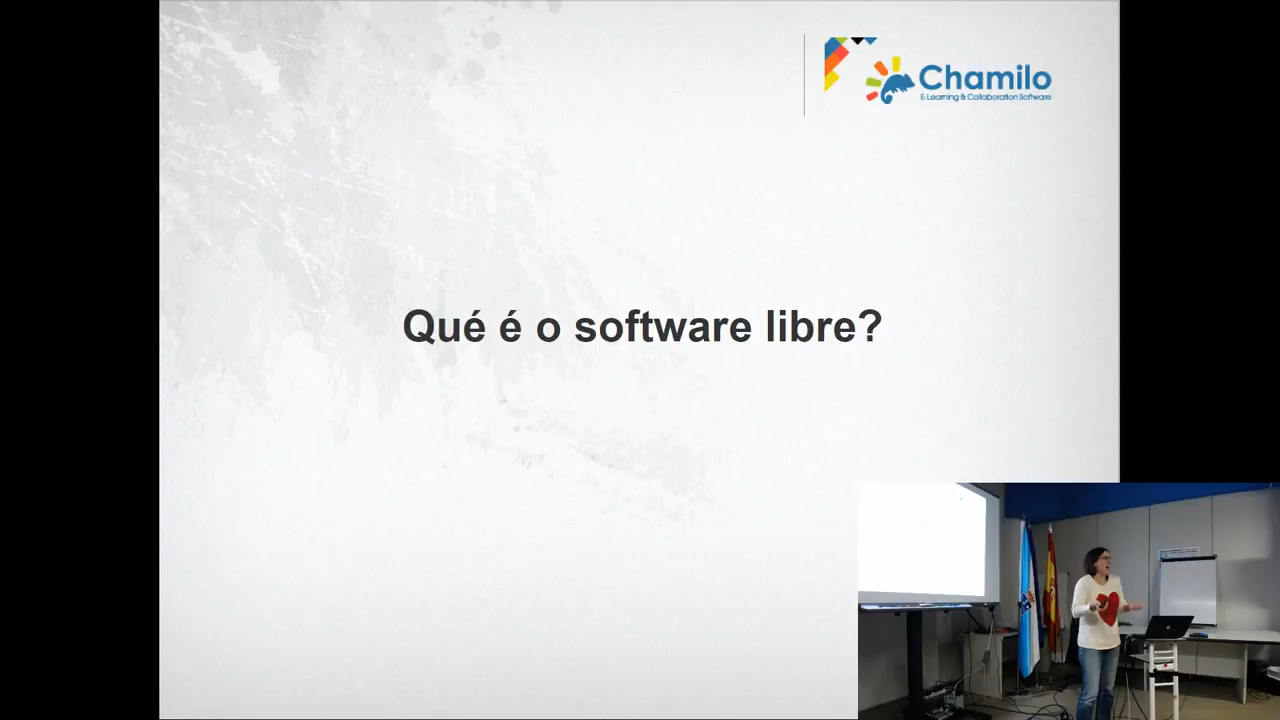 Chamilo
E-Learning & Collaboration Software
Qué é o software libre?